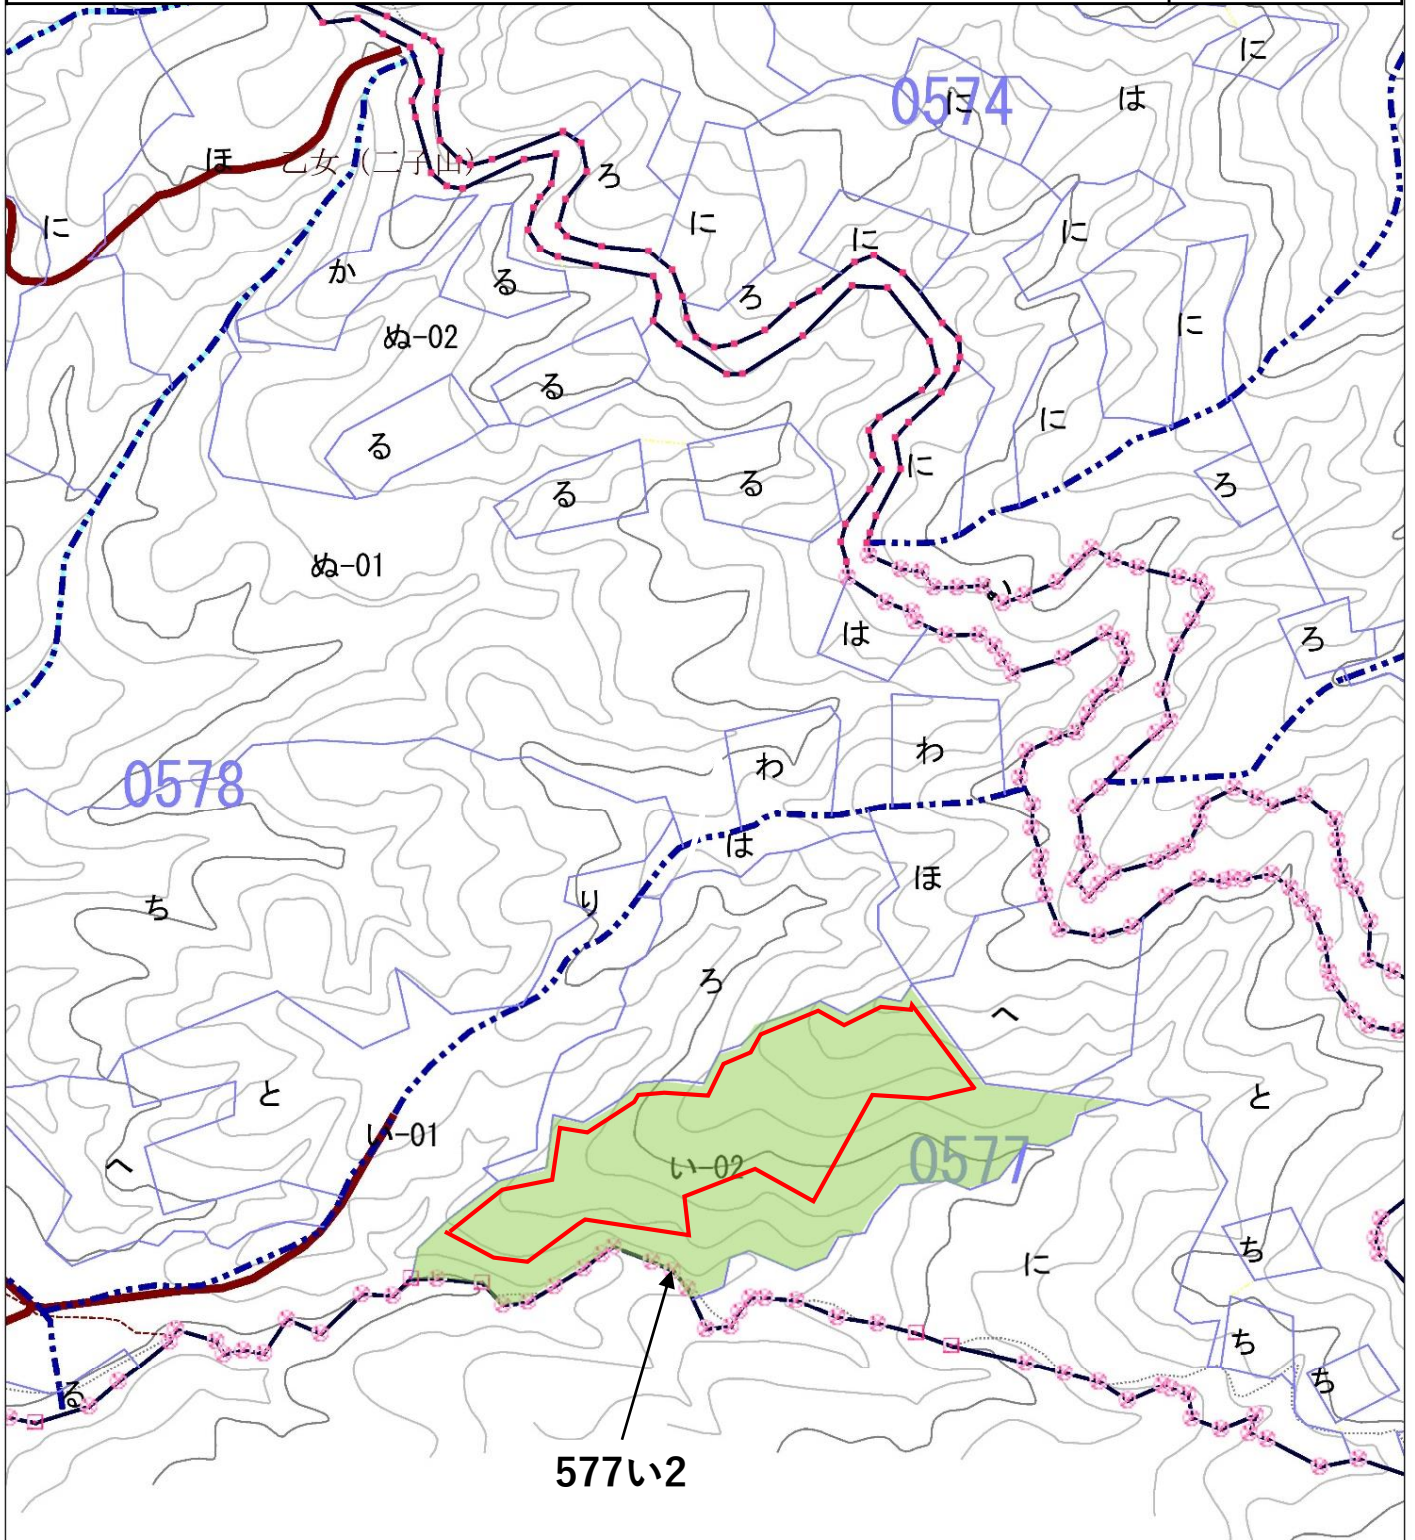 に
0574
に
は
ほ
乙女（二子山）
ろ
に
に
に
に
か
る
ろ
ぬ-02
に
る
に
る
に
る
る
ろ
ぬ-01
い
は
ろ
わ
わ
0578
は
ほ
り
ち
ろ
へ
と
と
い-01
へ
い-02
0577
ち
に
ち
ち
る
577い2